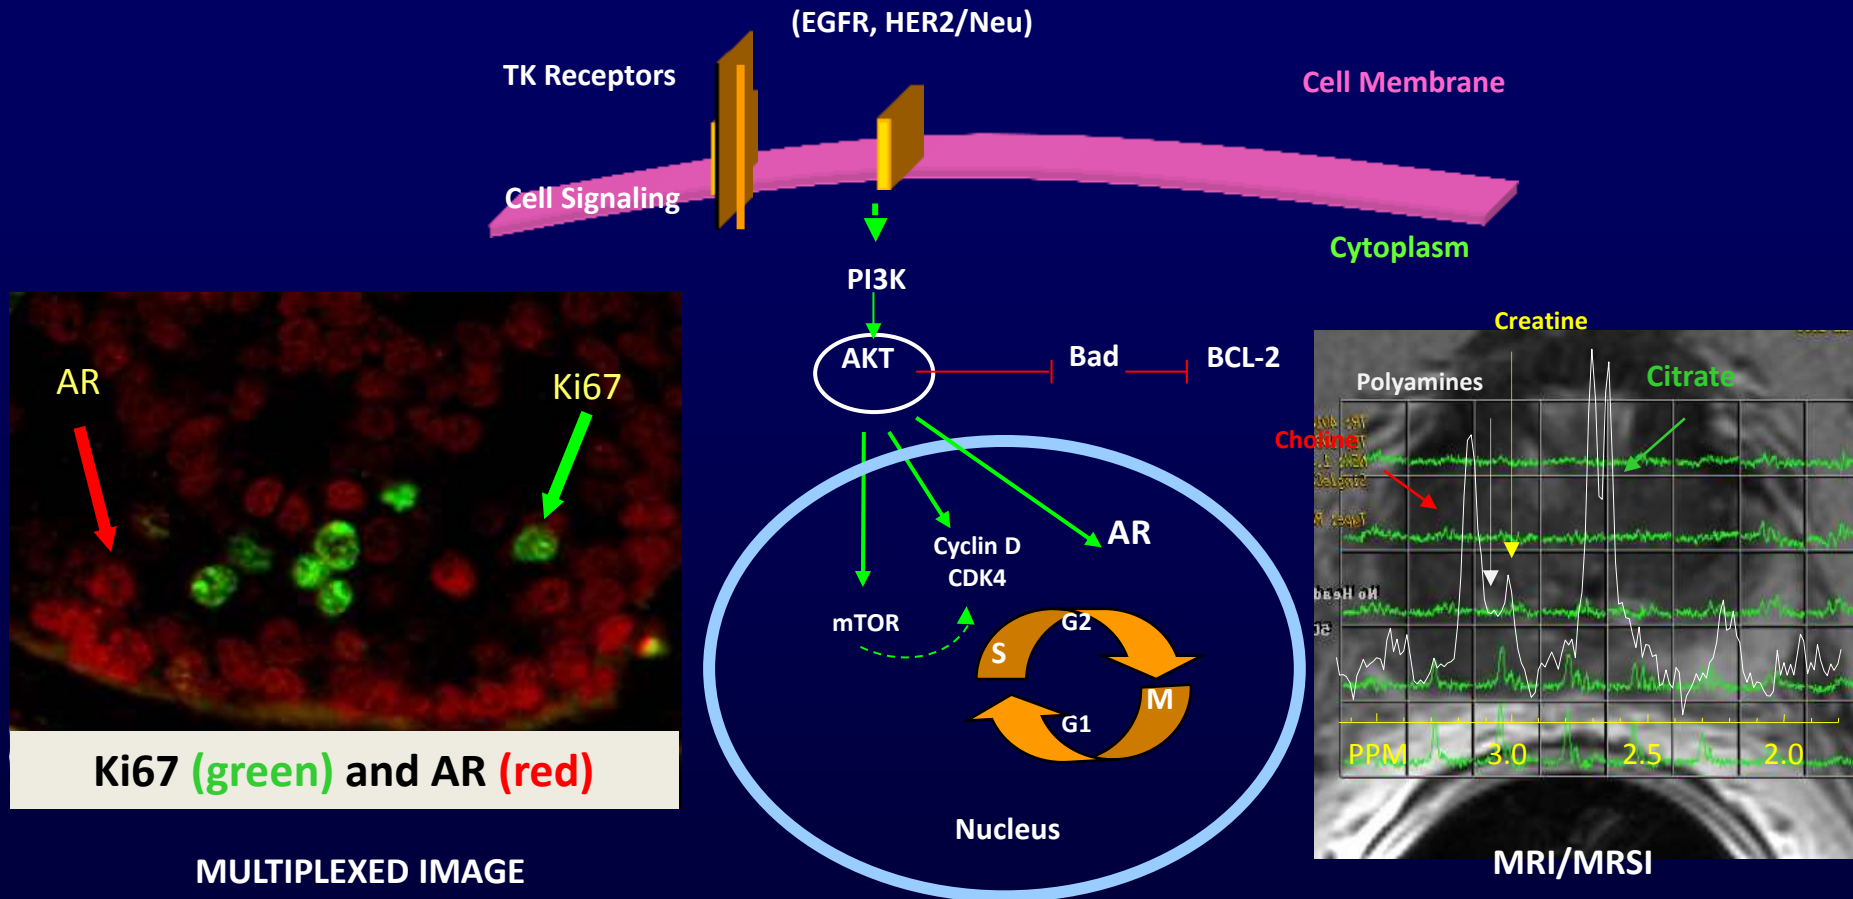 (EGFR, HER2/Neu)
TK Receptors
Cell Membrane
Cell Signaling
Cytoplasm
PI3K
AKT
Bad
BCL-2
AR
Ki67
Ki67 (green) and AR (red)
MULTIPLEXED IMAGE
Cyclin D
CDK4
AR
mTOR
S
G2
M
G1
Nucleus
Creatine
Polyamines
Citrate
Choline
No Head
PPM 3.0 2.5 2.0
MRI/MRSI